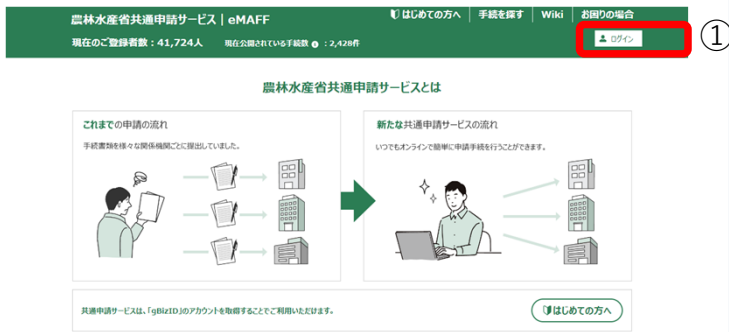 農林水産省共通申請サービス | eMAFF
はじめての方へ 手続を探す Wiki お困りの場合
現在のご登録者数：41,724人 現在公開されている手続数 ：2,428件
ログイン
①
農林水産省共通申請サービスとは
これまでの申請の流れ
手続書類を様々な関係機関ごとに提出していました。
新たな共通申請サービスの流れ
いつでもオンラインで簡単に申請手続を行うことができます。
共通申請サービスは、「gBizID」のアカウントを取得することでご利用いただけます。
はじめての方へ